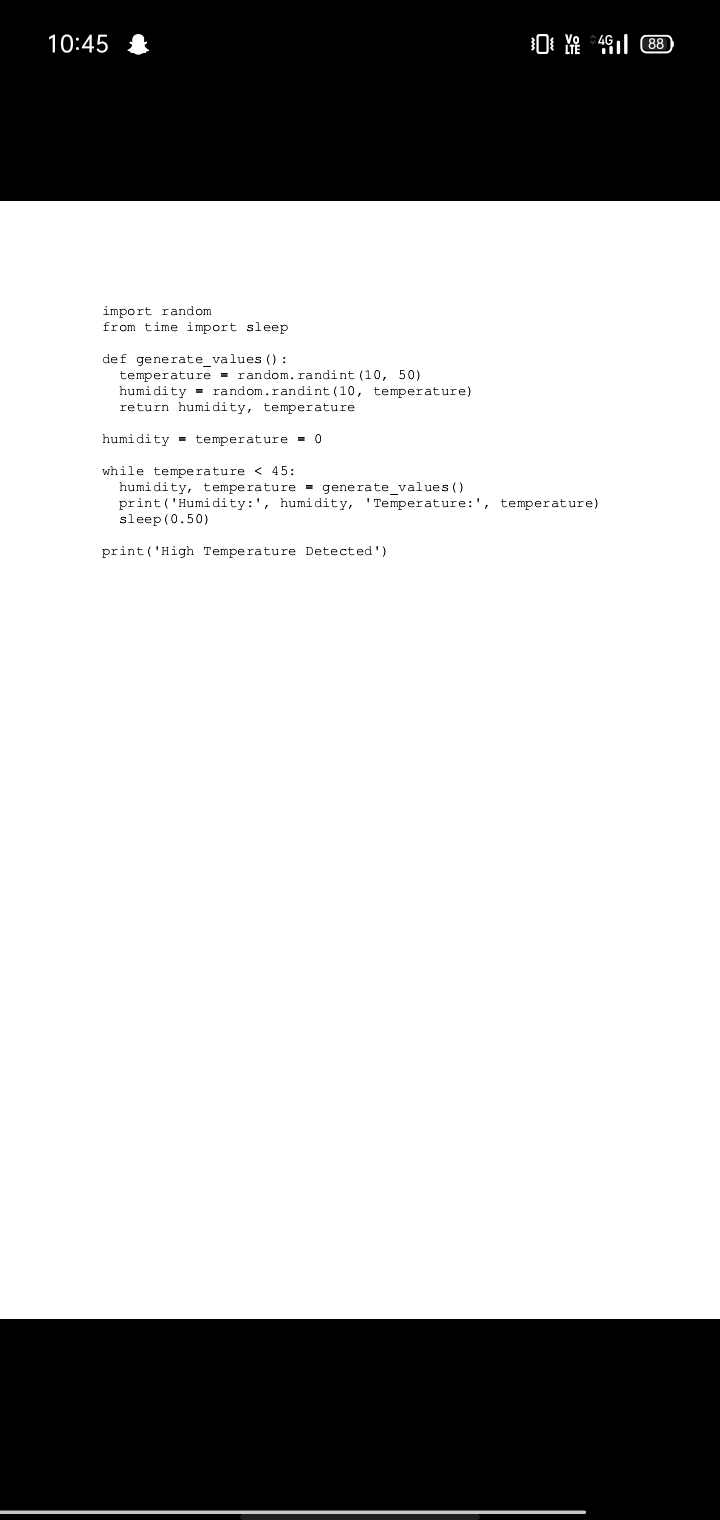 10:45
Vo
LTE
4G
88
import random
from time import sleep
def generate_values():
  temperature = random.randint(10, 50)
  humidity = random.randint(10, temperature)
  return humidity, temperature
humidity = temperature = 0
while temperature < 45:
  humidity, temperature = generate_values()
  print('Humidity:', humidity, 'Temperature:', temperature)
  sleep(0.50)
print('High Temperature Detected')